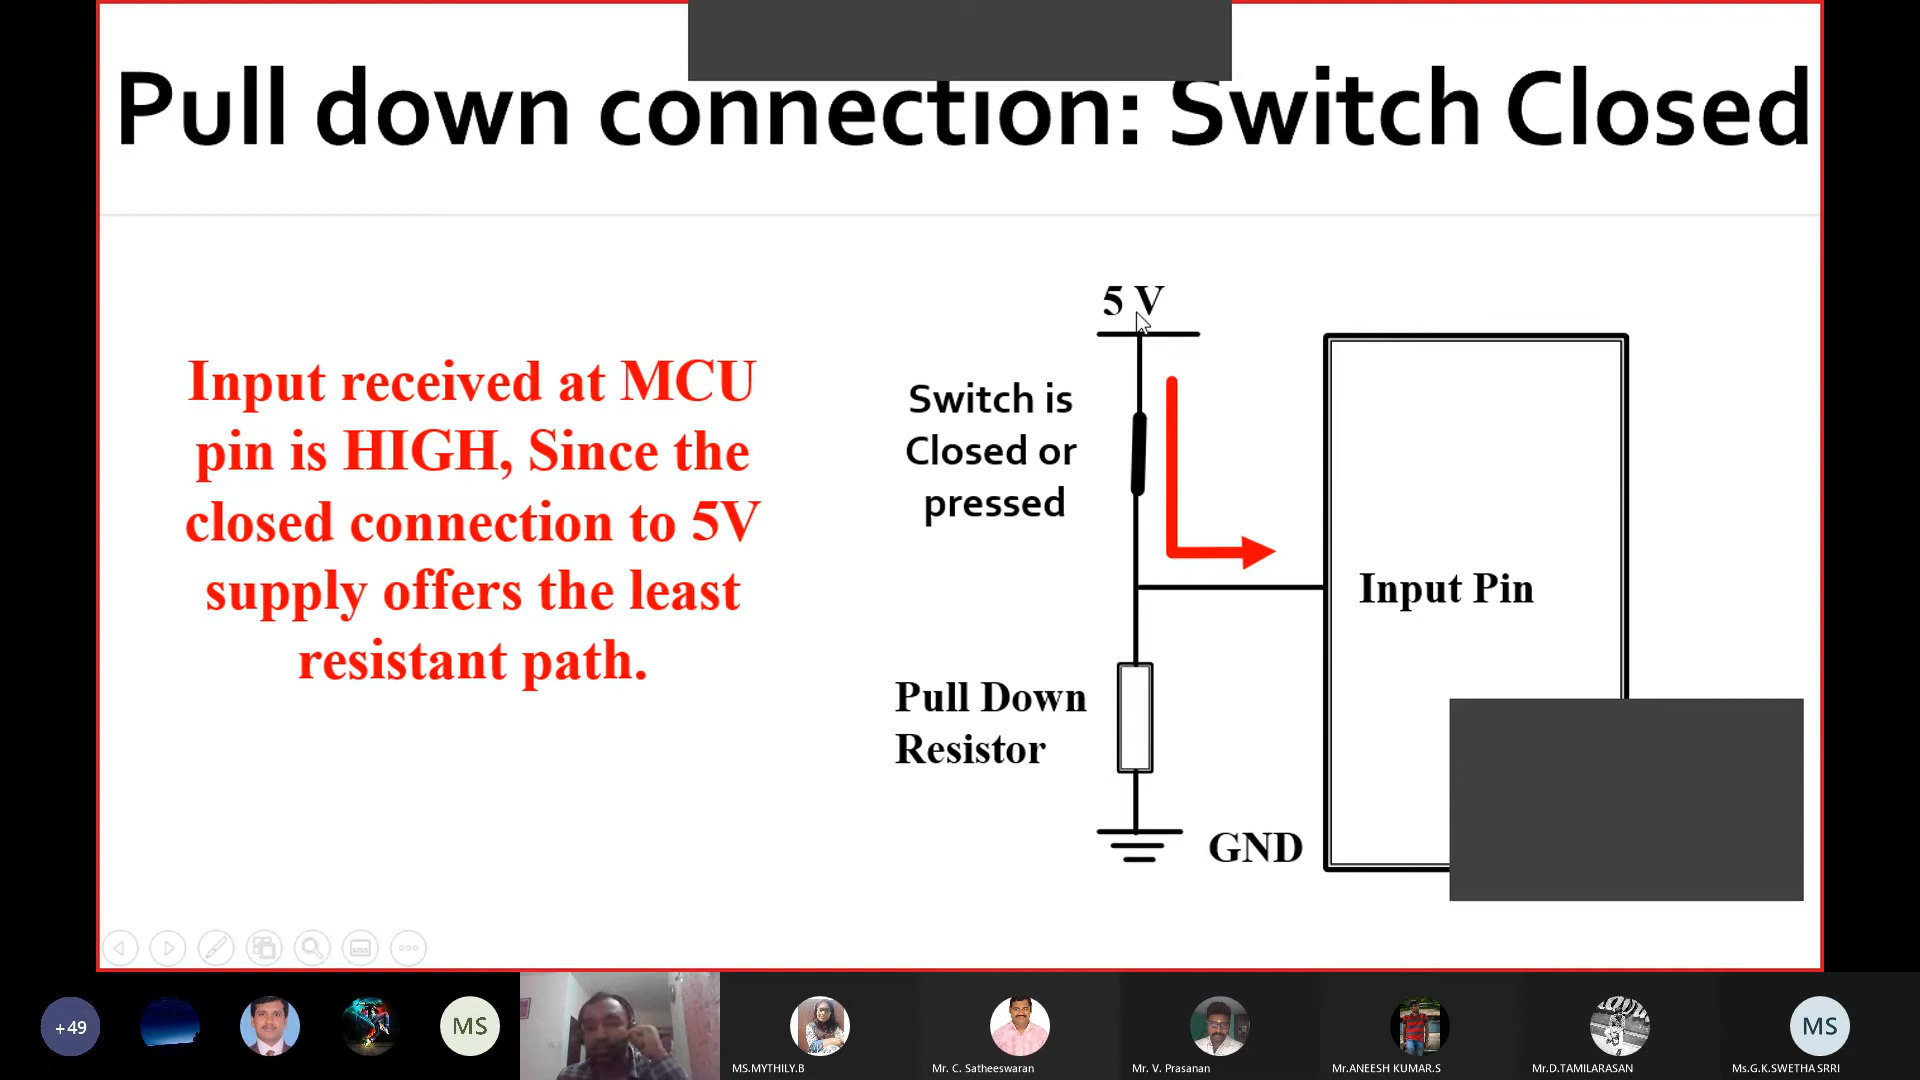 Pull down connection: Switch Closed
5 V
Input received at MCU
pin is HIGH, Since the
closed connection to 5V
supply offers the least
resistant path.
Switch is
Closed or
pressed
Input Pin
Pull Down
Resistor
GND
+49
MS
MS.MYTHILY.B
Mr. C. Satheeswaran
Mr. V. Prasanan
Mr.ANEESH KUMAR.S
Mr.D.TAMILARASAN
MS
Ms.G.K.SWETHA SRRI